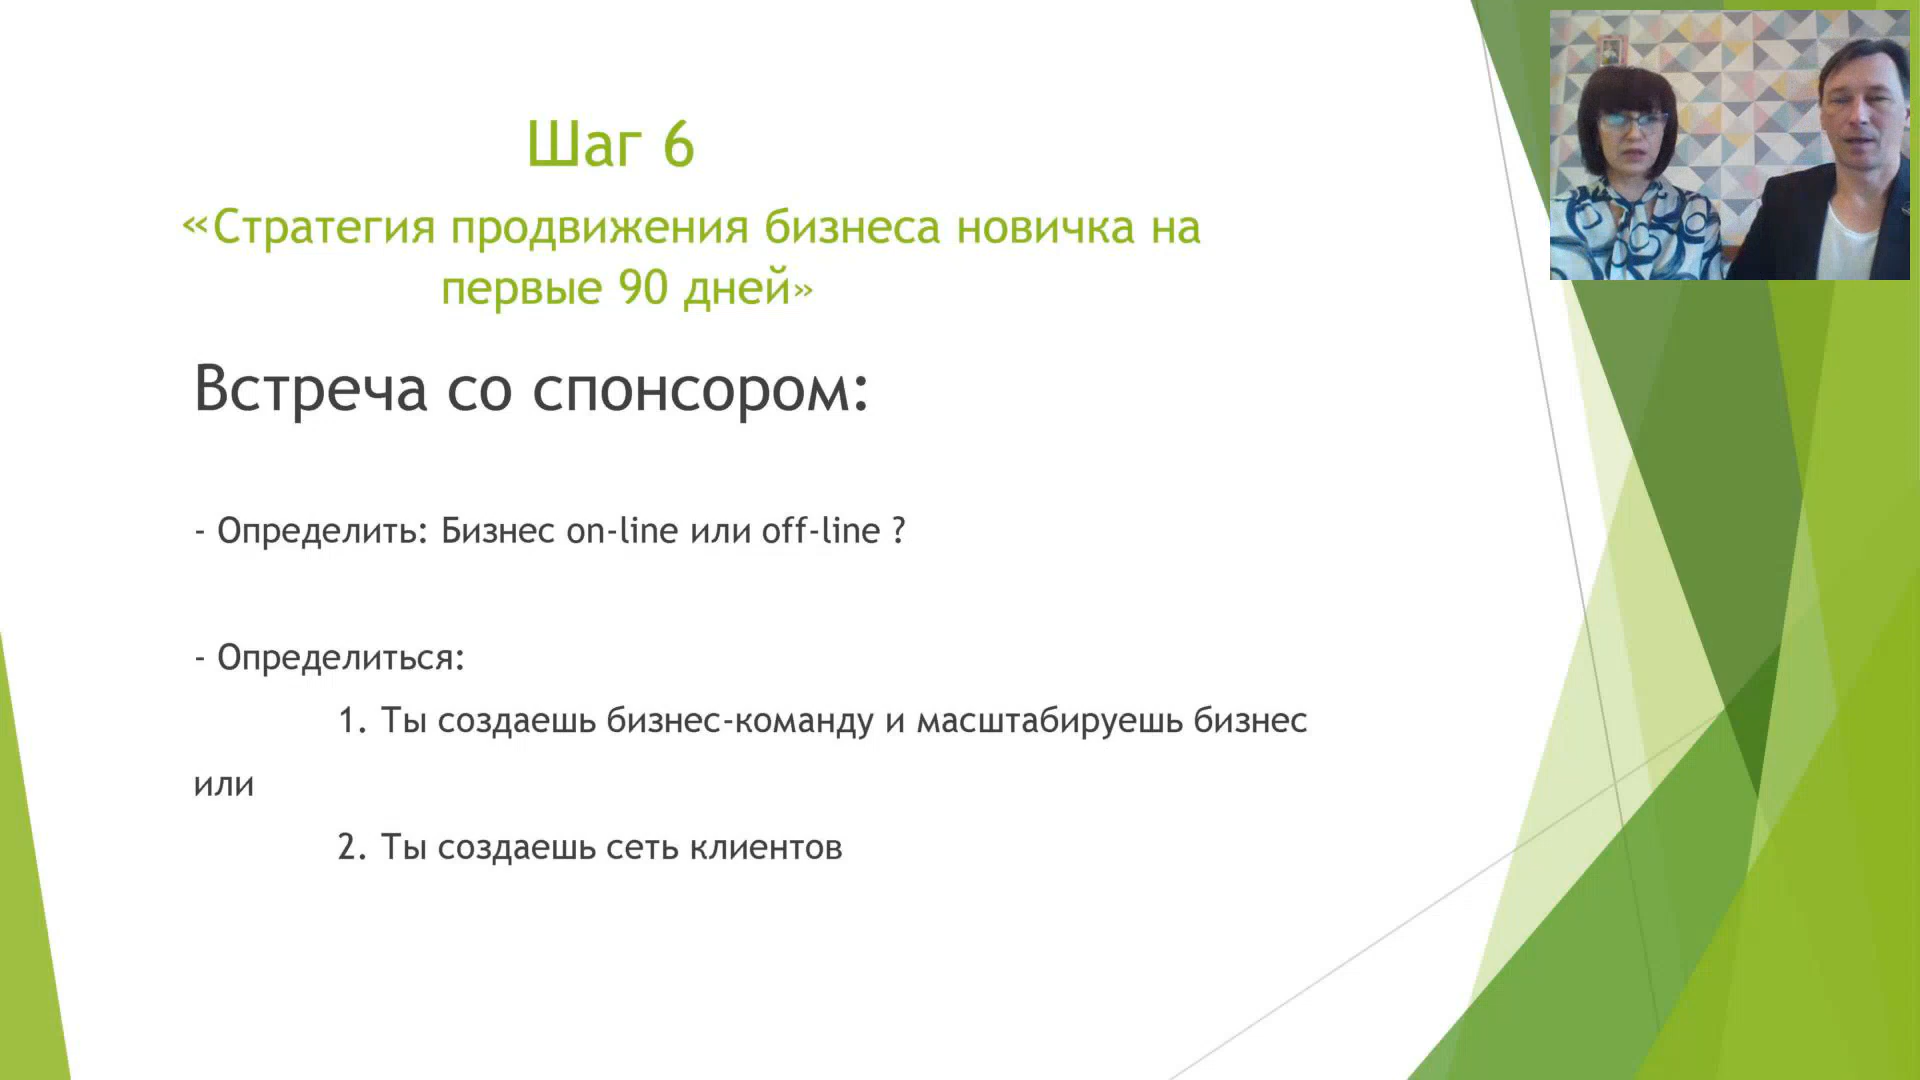 Шаг 6
«Стратегия продвижения бизнеса новичка на
первые 90 дней»
Встреча со спонсором:
- Определить: Бизнес on-line или off-line ?
- Определиться:
1. Ты создаешь бизнес-команду и масштабируешь бизнес
или
2. Ты создаешь сеть клиентов